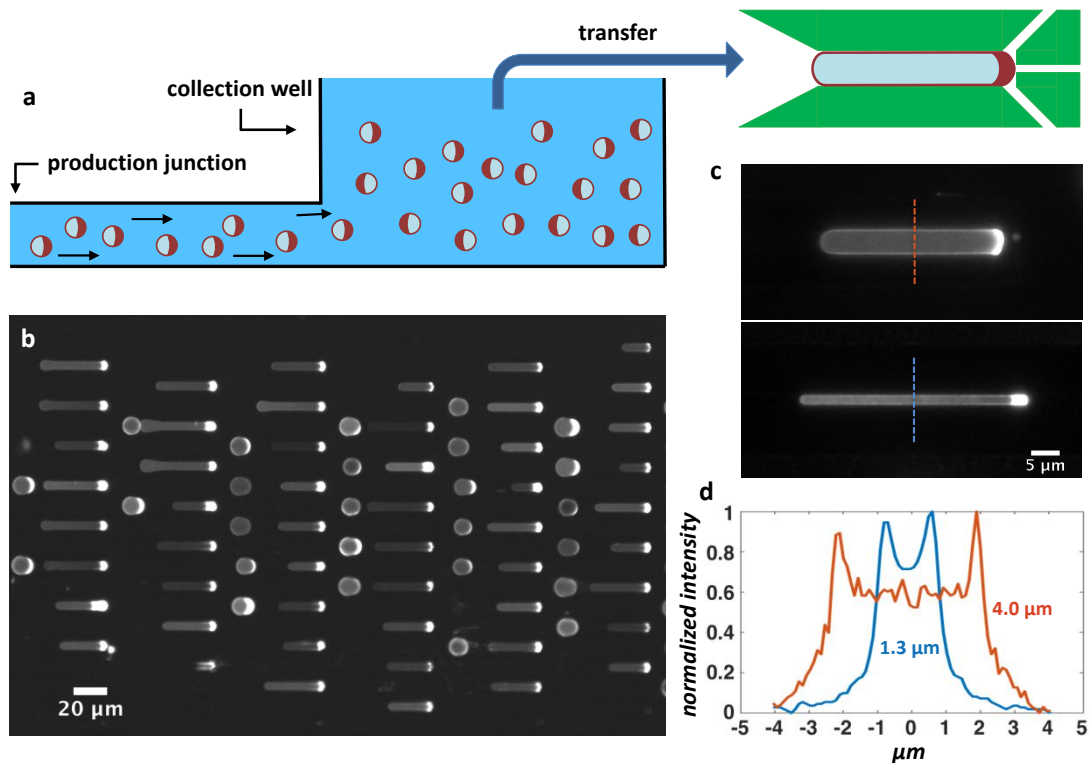 transfer
a
collection well
production junction
c
b
5 µm
20 µm
d
normalized intensity
1
0.8
0.6
0.4
0.2
0
4.0 µm
1.3 µm
-5 -4 -3 -2 -1 0 1 2 3 4 5
µm